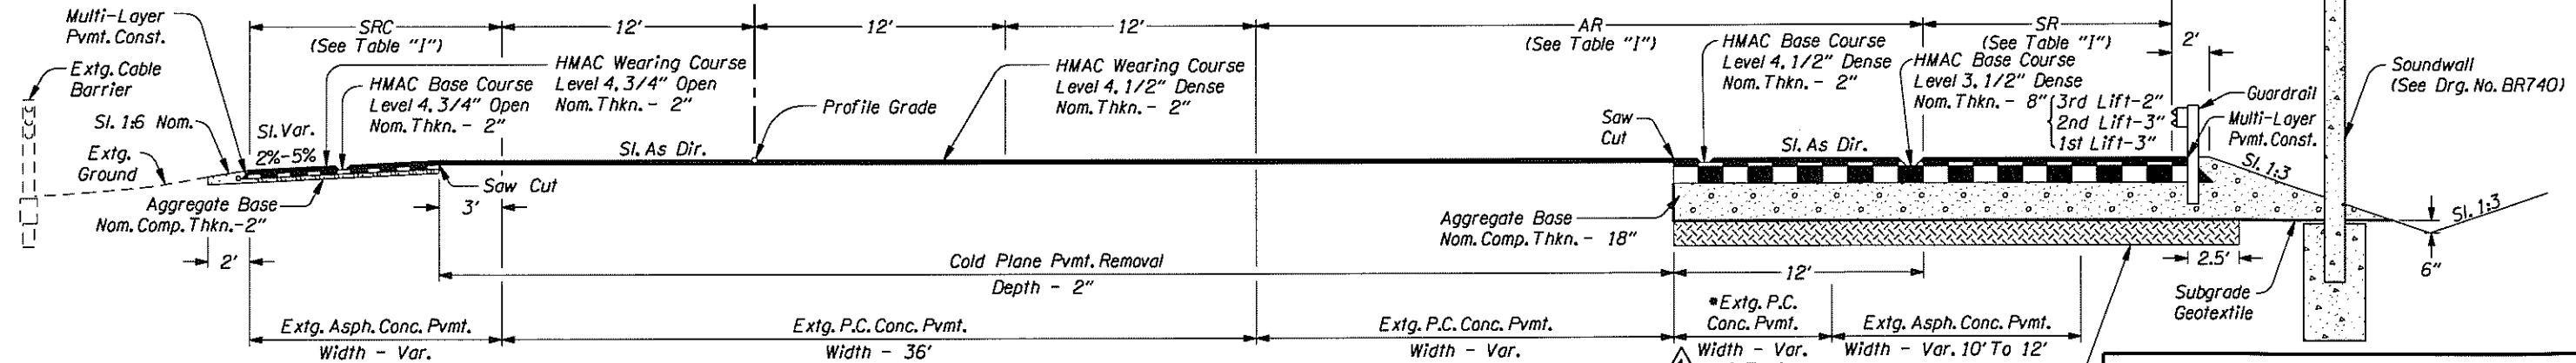 Multi-Layer
Pvmt. Const.
SRC
(See Table "I")
12'
12'
12'
AR
(See Table "I")
SR
(See Table "I")
2'
Extg. Cable
Barrier
HMAC Base Course
Level 4, 3/4" Open
Nom. Thkn. - 2"
HMAC Wearing Course
Level 4, 3/4" Open
Nom. Thkn. - 2"
Profile Grade
HMAC Wearing Course
Level 4, 1/2" Dense
Nom. Thkn. - 2"
HMAC Base Course
Level 4, 1/2" Dense
Nom. Thkn. - 2"
HMAC Base Course
Level 3, 1/2" Dense
Nom. Thkn. - 8"
3rd Lift-2"
2nd Lift-3"
1st Lift-3"
Guardrail
Multi-Layer
Pvmt. Const.
Soundwall
(See Drg. No. BR740)
Sl. 1:6 Nom.
Sl. Var.
2%-5%
Extg.
Ground
Sl. As Dir.
Saw
Cut
Sl. As Dir.
Sl. 1:3
Sl. 1:3
Saw Cut
Aggregate Base
Nom. Comp. Thkn.-2"
3'
Aggregate Base
Nom. Comp. Thkn. - 18"
2'
Cold Plane Pvmt. Removal
Depth - 2"
12'
2.5'
6"
Subgrade
Geotextile
Extg. Asph. Conc. Pvmt.
Width - Var.
Extg. P.C. Conc. Pvmt.
Width - 36'
Extg. P.C. Conc. Pvmt.
Width - Var.
*Extg. P.C.
Conc. Pvmt.
Width - Var.
Extg. Asph. Conc. Pvmt.
Width - Var. 10' To 12'